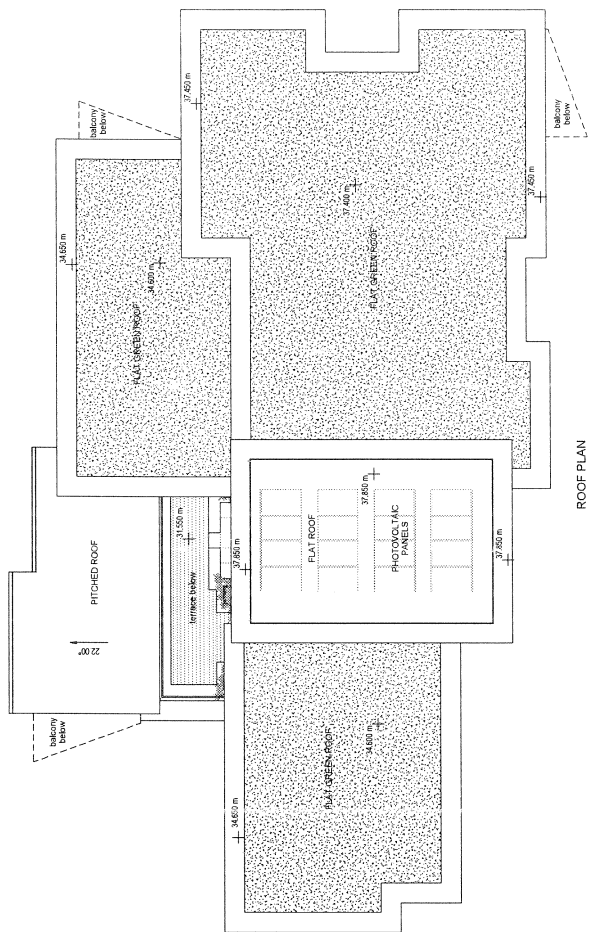 balcony
below
34.650 m
22.00°
PITCHED ROOF
balcony
below
FLAT GREEN ROOF
34.600 m
31.550 m
37.450 m
terrace below
34.650 m
37.850 m
FLAT ROOF
FLAT GREEN ROOF
37.400 m
34.600 m
37.850 m
FLAT GREEN ROOF
PHOTOVOLTAIC
PANELS
37.850 m
37.450 m
balcony
below
ROOF PLAN